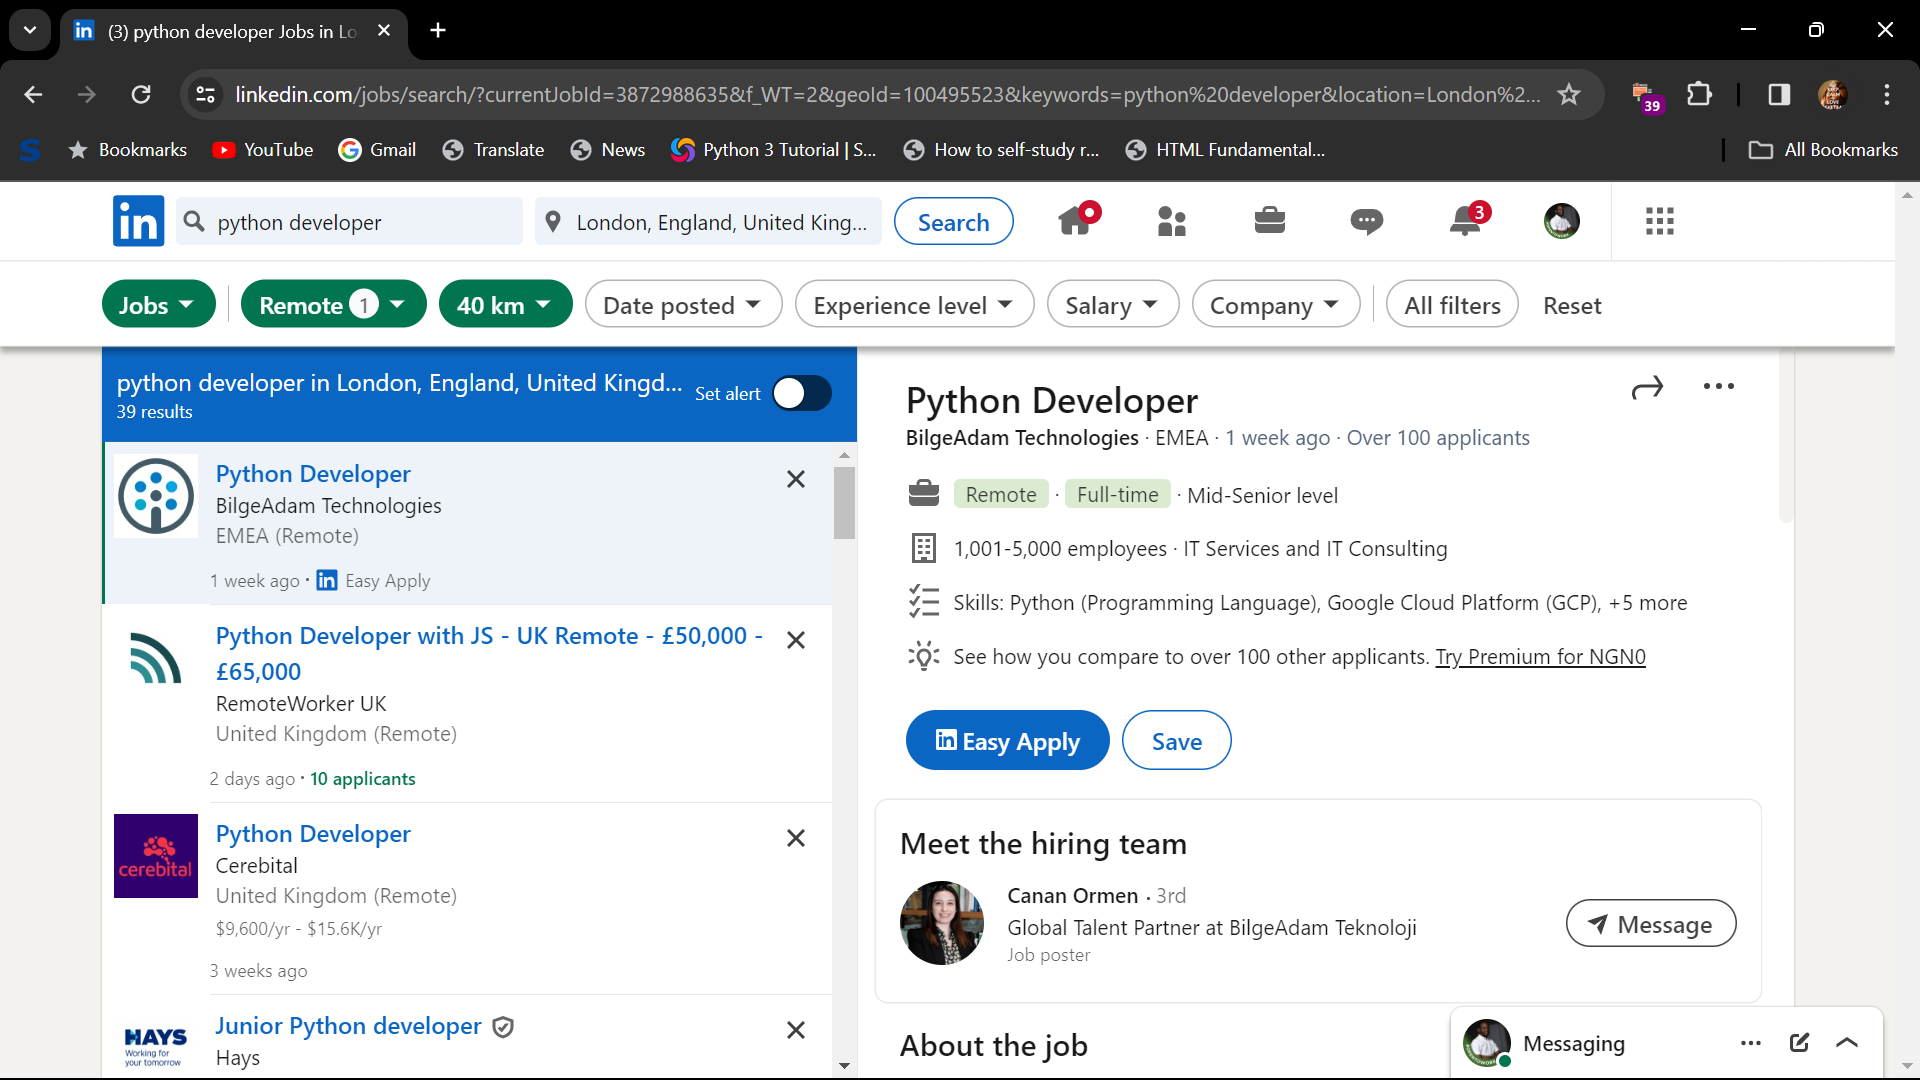 (3) python developer Jobs in Lo
linkedin.com/jobs/search/?currentJobId=3872988635&f_WT=2&geoId=100495523&keywords=python%20developer&location=London%2...
39
S
Bookmarks
YouTube
Gmail
Translate
News
Python 3 Tutorial | S...
How to self-study r...
HTML Fundamental...
All Bookmarks
in
python developer
London, England, United King...
Search
3
Jobs
Remote 1
40 km
Date posted
Experience level
Salary
Company
All filters
Reset
python developer in London, England, United Kingd...
39 results
Set alert
Python Developer
BilgeAdam Technologies
EMEA (Remote)
1 week ago · in Easy Apply
Python Developer with JS - UK Remote - £50,000 -
£65,000
RemoteWorker UK
United Kingdom (Remote)
2 days ago · 10 applicants
cerebital
Python Developer
Cerebital
United Kingdom (Remote)
$9,600/yr - $15.6K/yr
3 weeks ago
HAYS
Working for
your tomorrow
Junior Python developer
Hays
Python Developer
BilgeAdam Technologies · EMEA · 1 week ago · Over 100 applicants
Remote · Full-time · Mid-Senior level
1,001-5,000 employees · IT Services and IT Consulting
Skills: Python (Programming Language), Google Cloud Platform (GCP), +5 more
See how you compare to over 100 other applicants. Try Premium for NGN0
in Easy Apply
Save
Meet the hiring team
Canan Ormen · 3rd
Global Talent Partner at BilgeAdam Teknoloji
Job poster
Message
About the job
Messaging